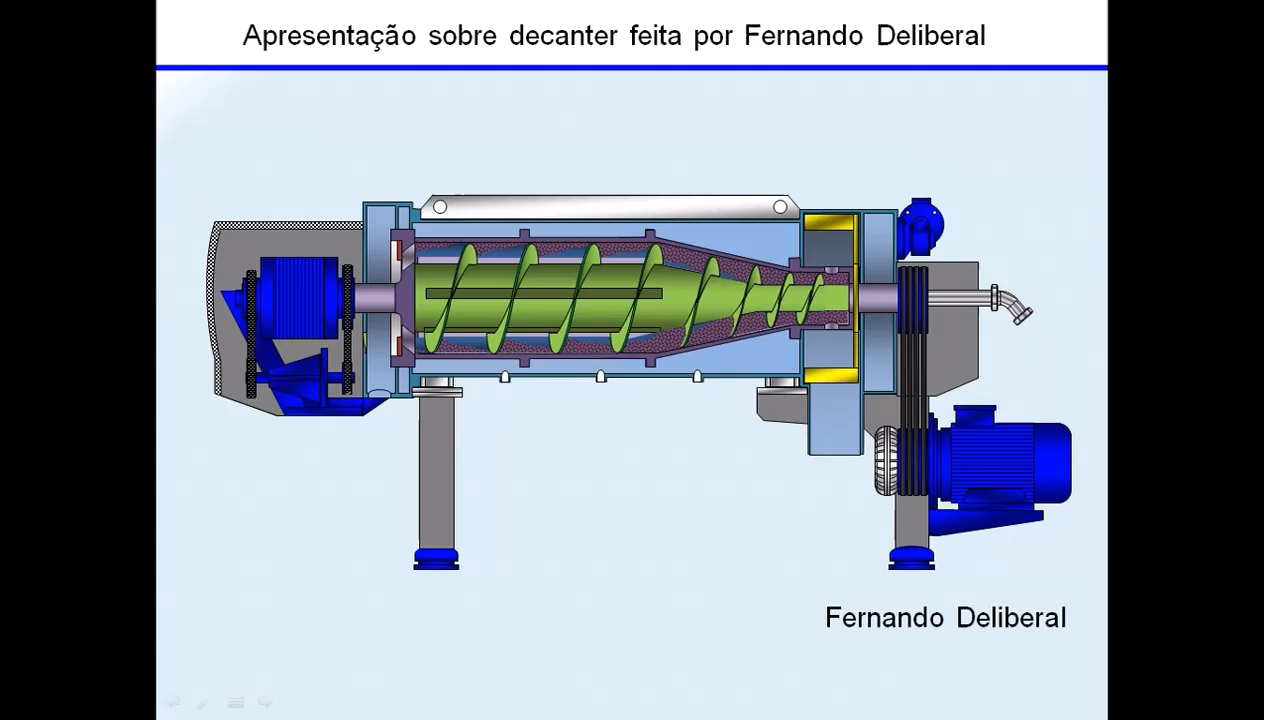 Apresentação sobre decanter feita por Fernando Deliberal
Fernando Deliberal